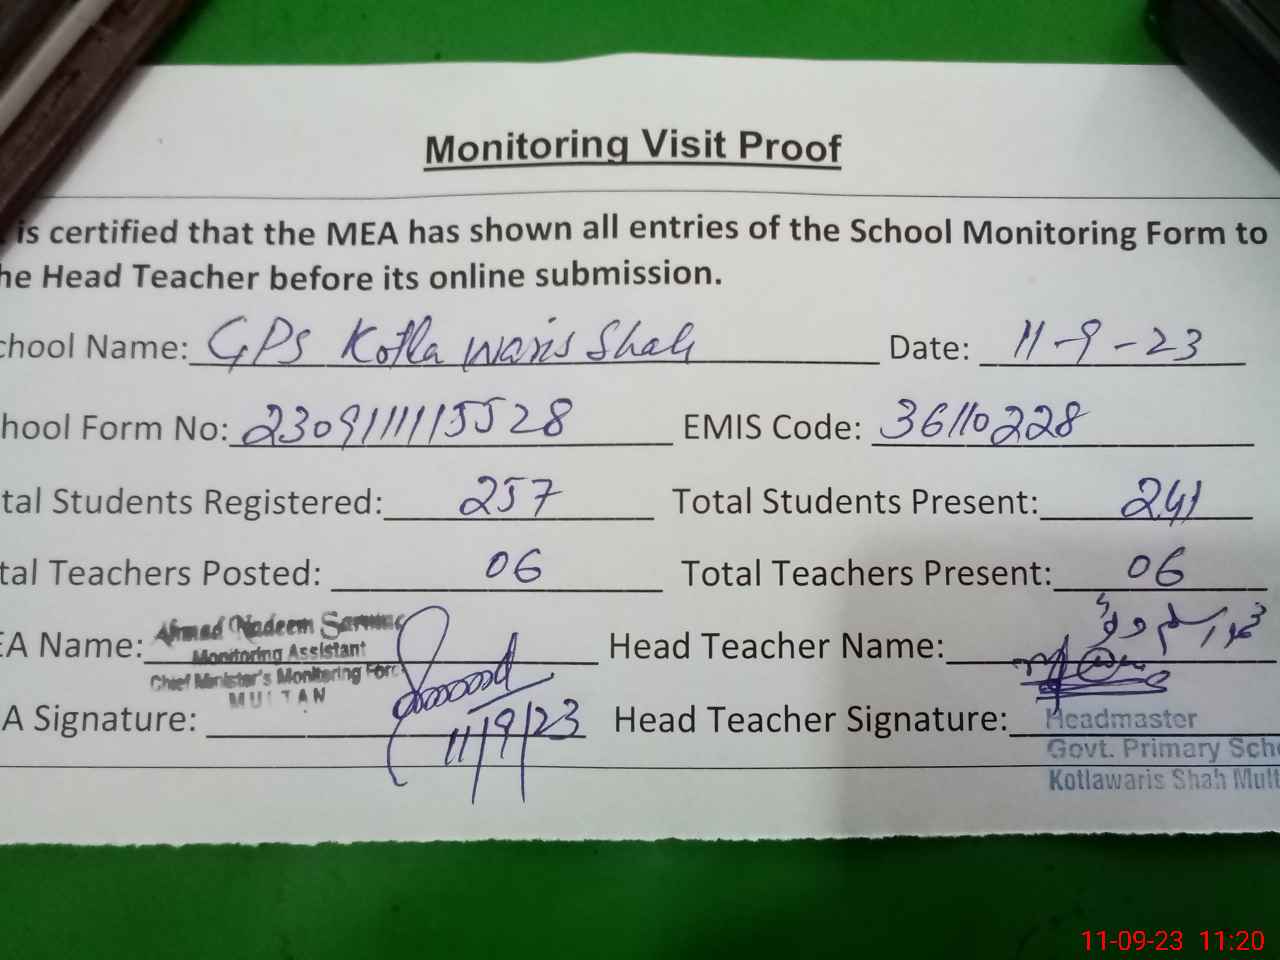 Monitoring Visit Proof
is certified that the MEA has shown all entries of the School Monitoring Form to
he Head Teacher before its online submission.
chool Name: GPS Kotla Waris Shah Date: 11-9-23
hool Form No: 2309111115528 EMIS Code: 36110228
tal Students Registered: 257 Total Students Present: 241
tal Teachers Posted: 06 Total Teachers Present: 06
EA Name: Ahmad Nadeem Head Teacher Name:
Monitoring Assistant
Chief Minister's Monitoring Forc
MULTAN
A Signature: 11/9/23 Head Teacher Signature:
Headmaster
Govt. Primary Scho
Kotlawaris Shah Mult
11-09-23 11:20